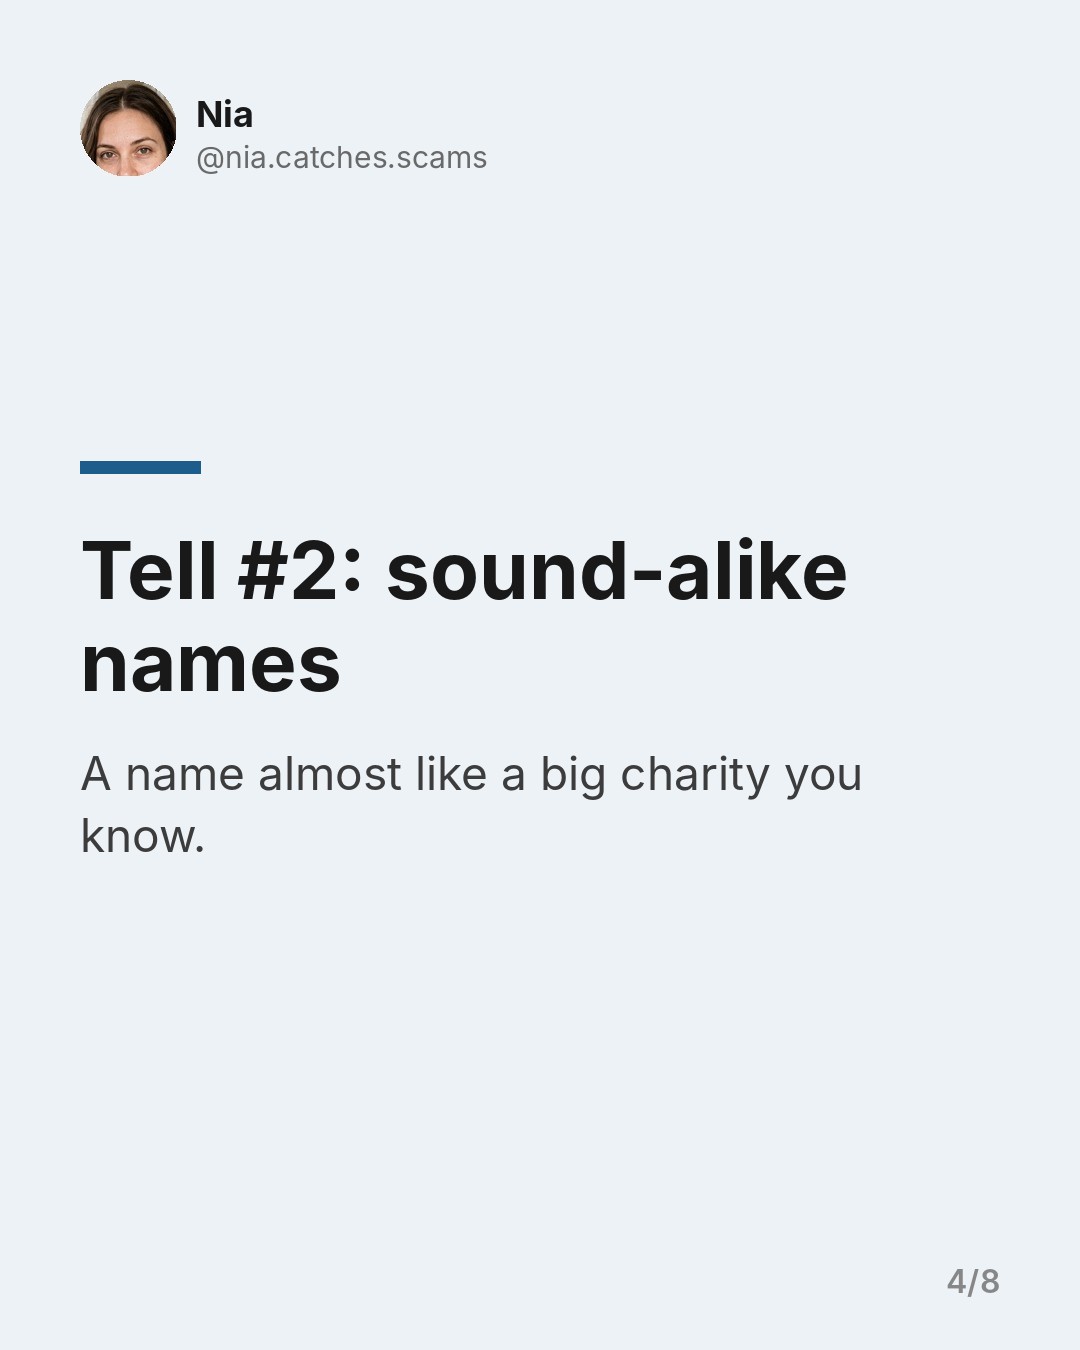 Nia
@nia.catches.scams
Tell #2: sound-alike
names
A name almost like a big charity you
know.
4/8